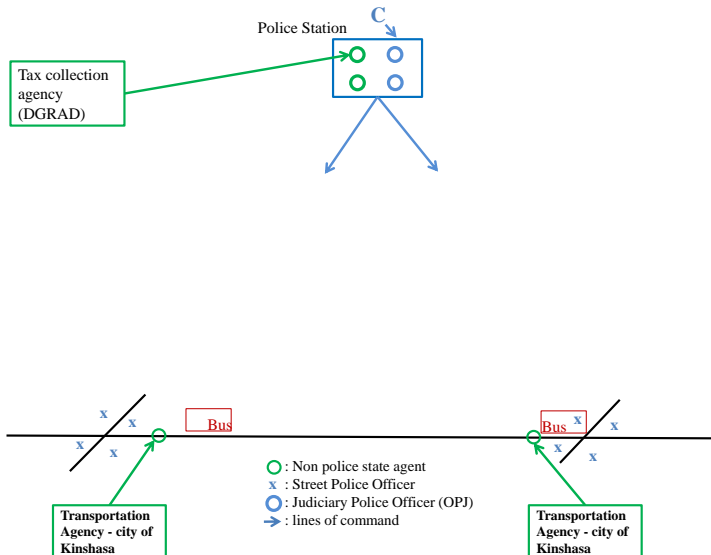 C
Police Station
Tax collection
agency
(DGRAD)
x
x
x
x
Bus
Bus
x
x
x
x
: Non police state agent
x : Street Police Officer
: Judiciary Police Officer (OPJ)
: lines of command
Transportation
Agency - city of
Kinshasa
Transportation
Agency - city of
Kinshasa